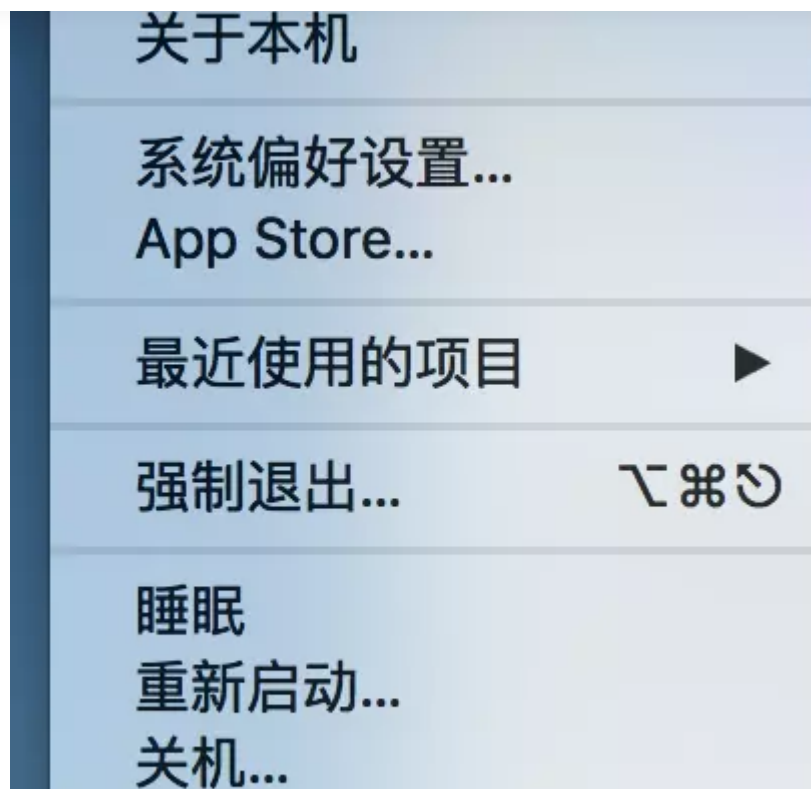 关于本机
系统偏好设置...
App Store...
最近使用的项目 ▶
强制退出... ⌥⌘⎋
睡眠
重新启动...
关机...